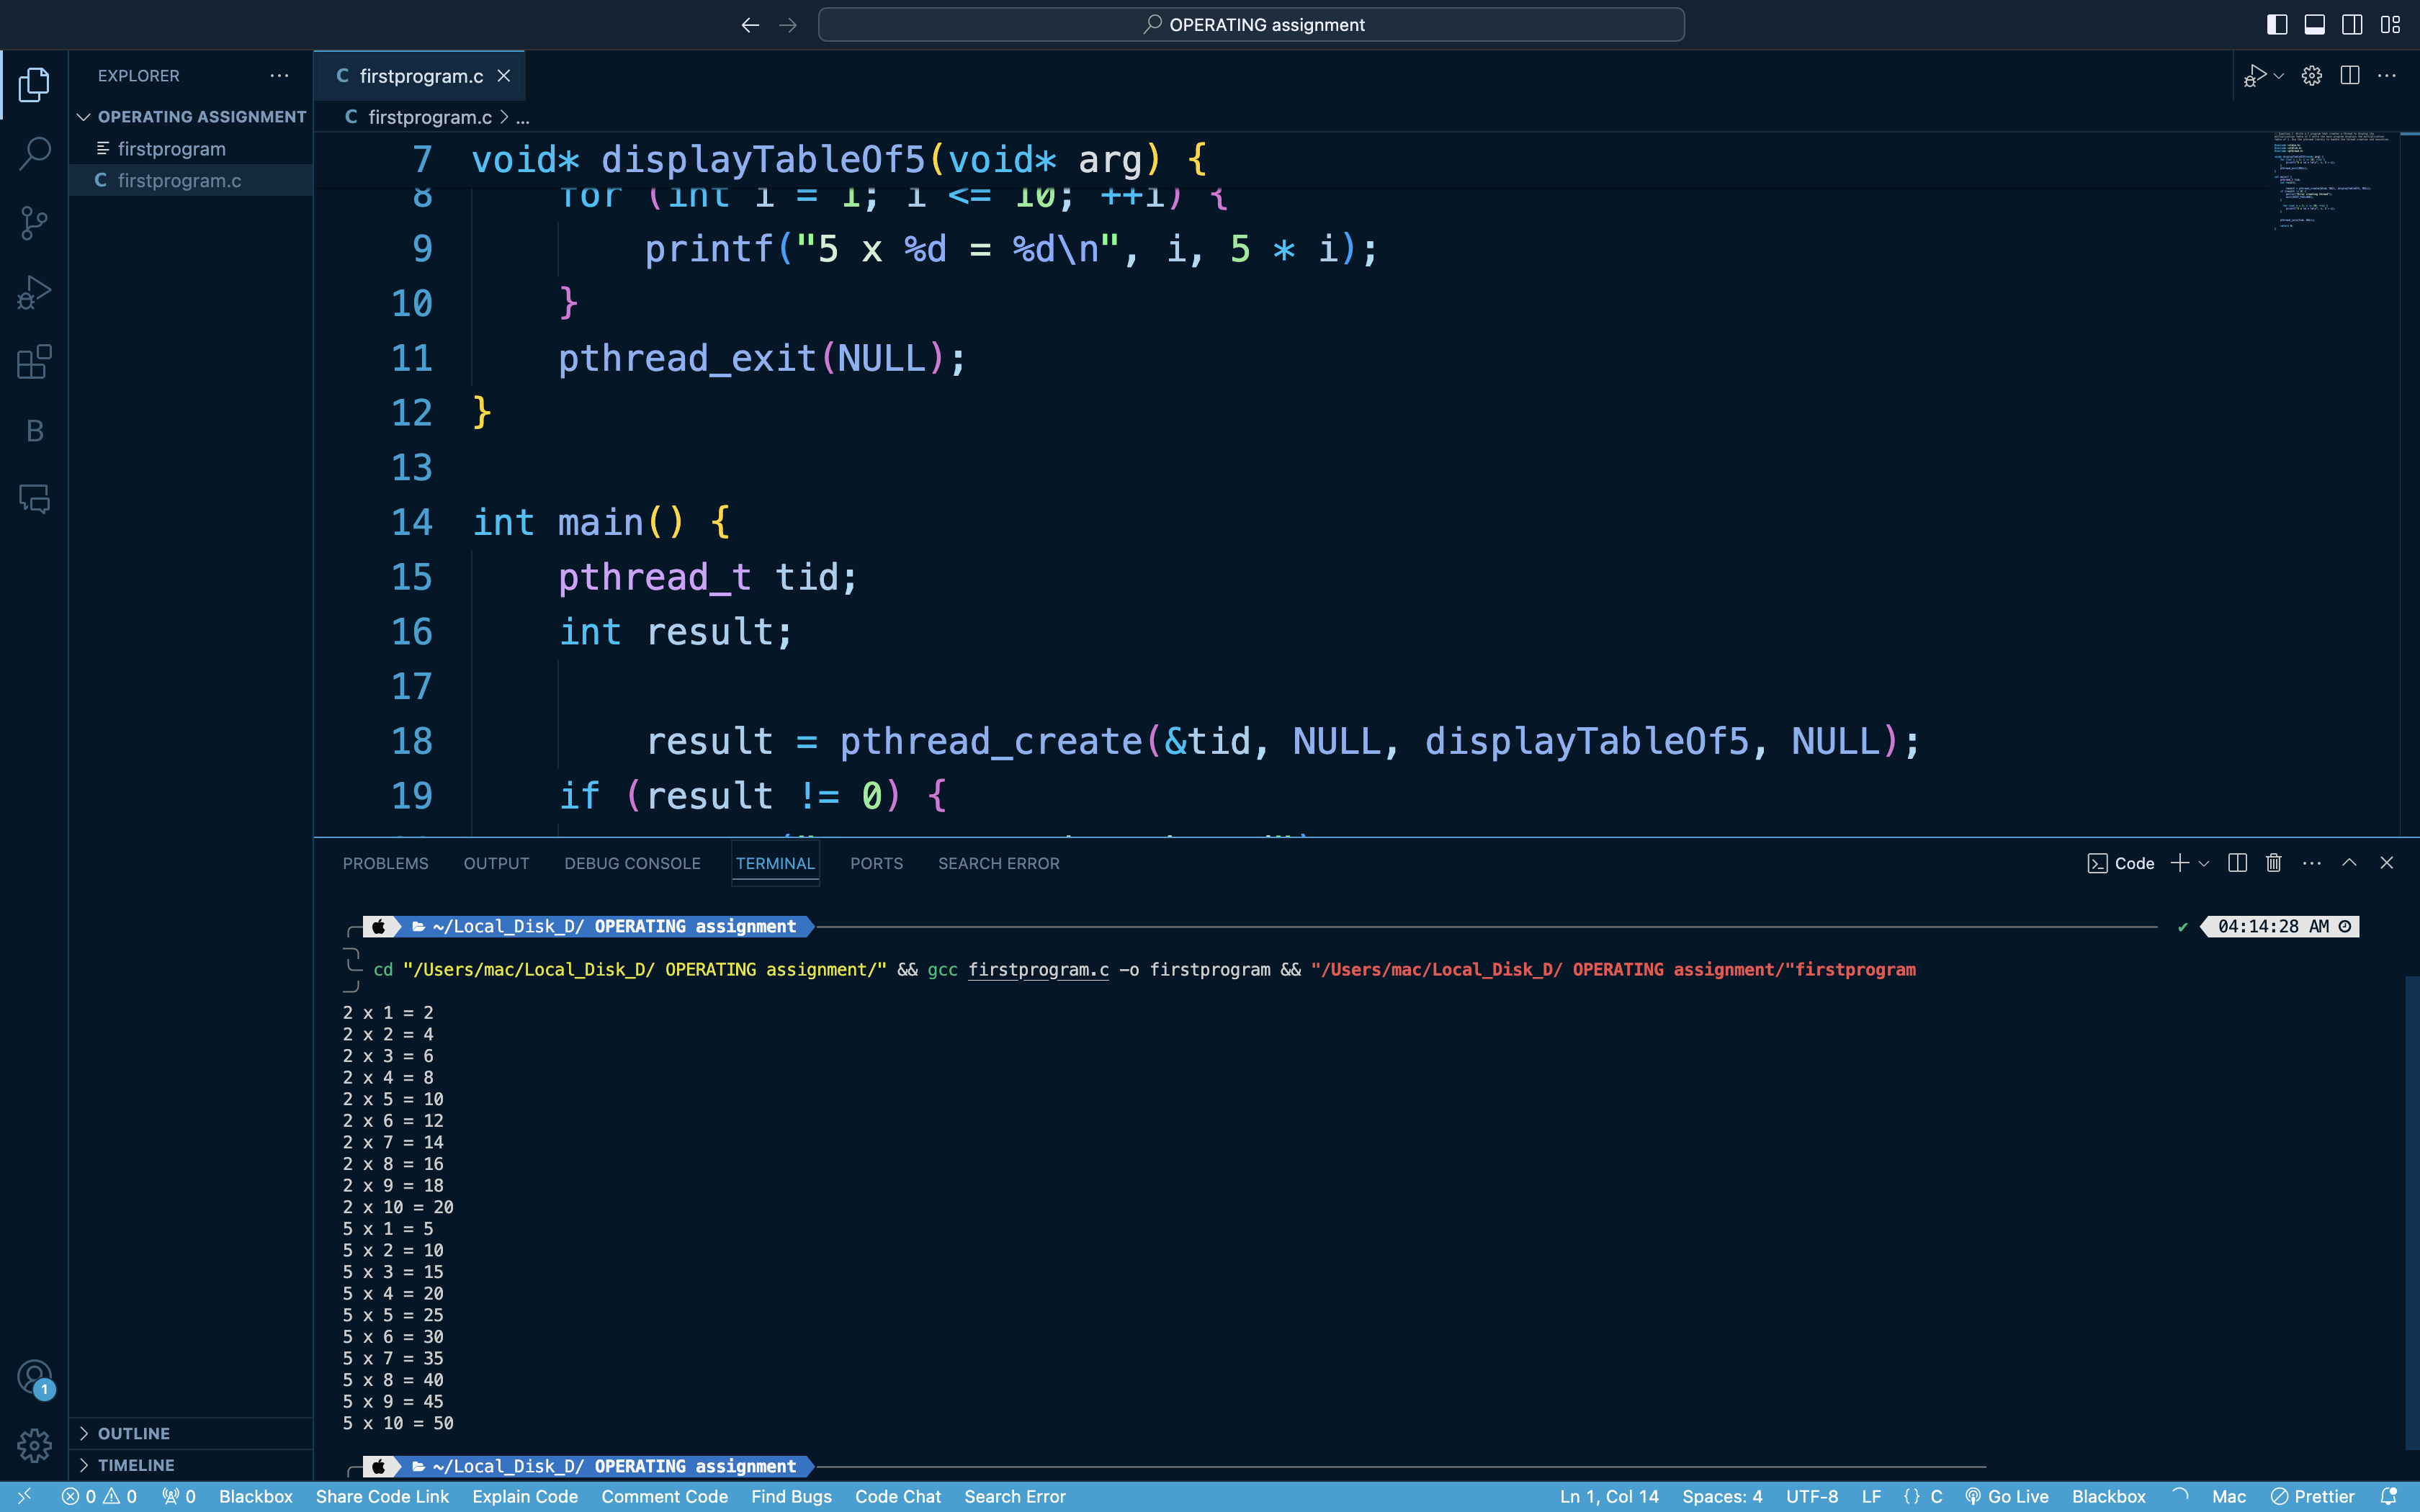 OPERATING assignment
EXPLORER
OPERATING ASSIGNMENT
firstprogram
C firstprogram.c
B
1
OUTLINE
TIMELINE
C firstprogram.c
C firstprogram.c > ...
7 void* displayTableOf5(void* arg) {
8 for (int i = 1; i <= 10; ++i) {
9 printf("5 x %d = %d\n", i, 5 * i);
10 }
11 pthread_exit(NULL);
12 }
13
14 int main() {
15 pthread_t tid;
16 int result;
17
18 result = pthread_create(&tid, NULL, displayTableOf5, NULL);
19 if (result != 0) {
PROBLEMS OUTPUT DEBUG CONSOLE TERMINAL PORTS SEARCH ERROR
Code
~/Local_Disk_D/ OPERATING assignment ✔ 04:14:28 AM
cd "/Users/mac/Local_Disk_D/ OPERATING assignment/" && gcc firstprogram.c -o firstprogram && "/Users/mac/Local_Disk_D/ OPERATING assignment/"firstprogram
2 x 1 = 2
2 x 2 = 4
2 x 3 = 6
2 x 4 = 8
2 x 5 = 10
2 x 6 = 12
2 x 7 = 14
2 x 8 = 16
2 x 9 = 18
2 x 10 = 20
5 x 1 = 5
5 x 2 = 10
5 x 3 = 15
5 x 4 = 20
5 x 5 = 25
5 x 6 = 30
5 x 7 = 35
5 x 8 = 40
5 x 9 = 45
5 x 10 = 50
~/Local_Disk_D/ OPERATING assignment
0 0 0 Blackbox Share Code Link Explain Code Comment Code Find Bugs Code Chat Search Error Ln 1, Col 14 Spaces: 4 UTF-8 LF {} C Go Live Blackbox Mac Prettier